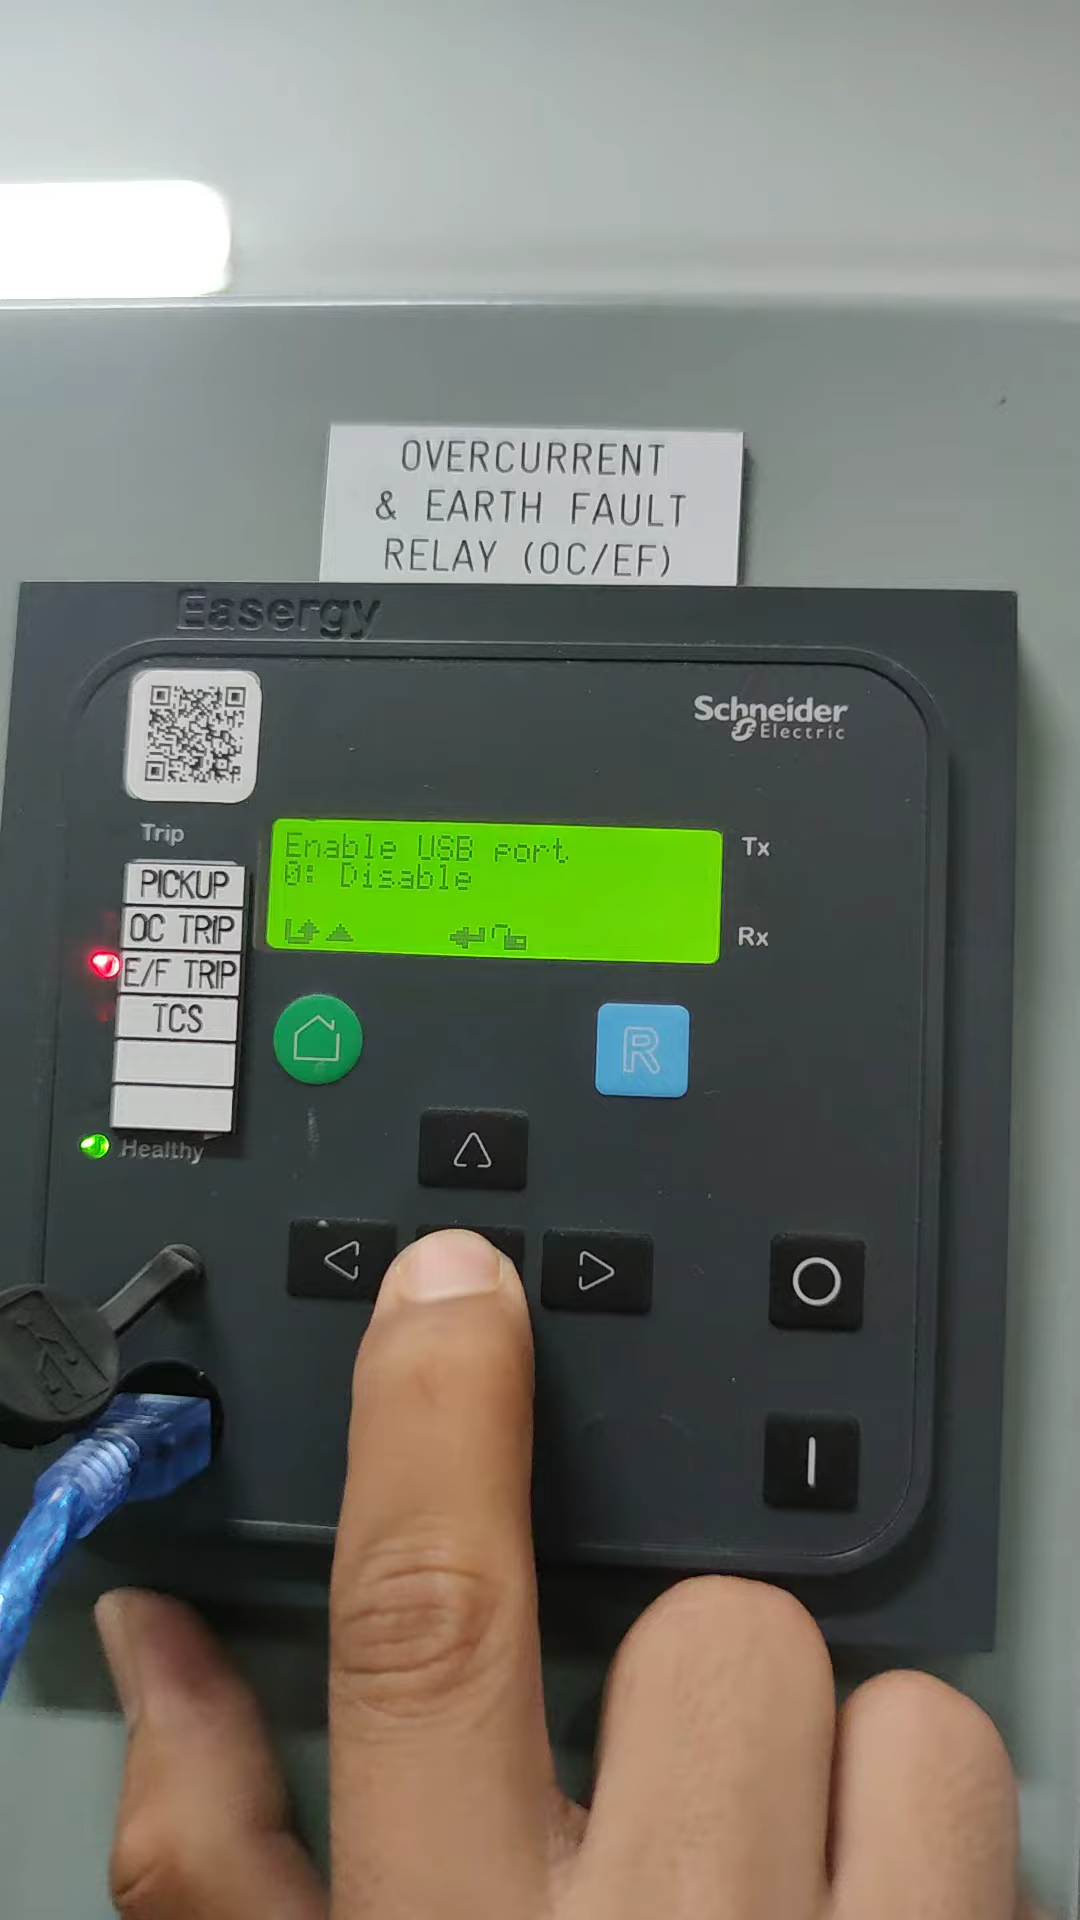 OVERCURRENT
& EARTH FAULT
RELAY (OC/EF)
Easergy
Schneider
Electric
Trip
Enable USB port
0: Disable
Tx
Rx
PICKUP
OC TRIP
E/F TRIP
TCS
R
Healthy